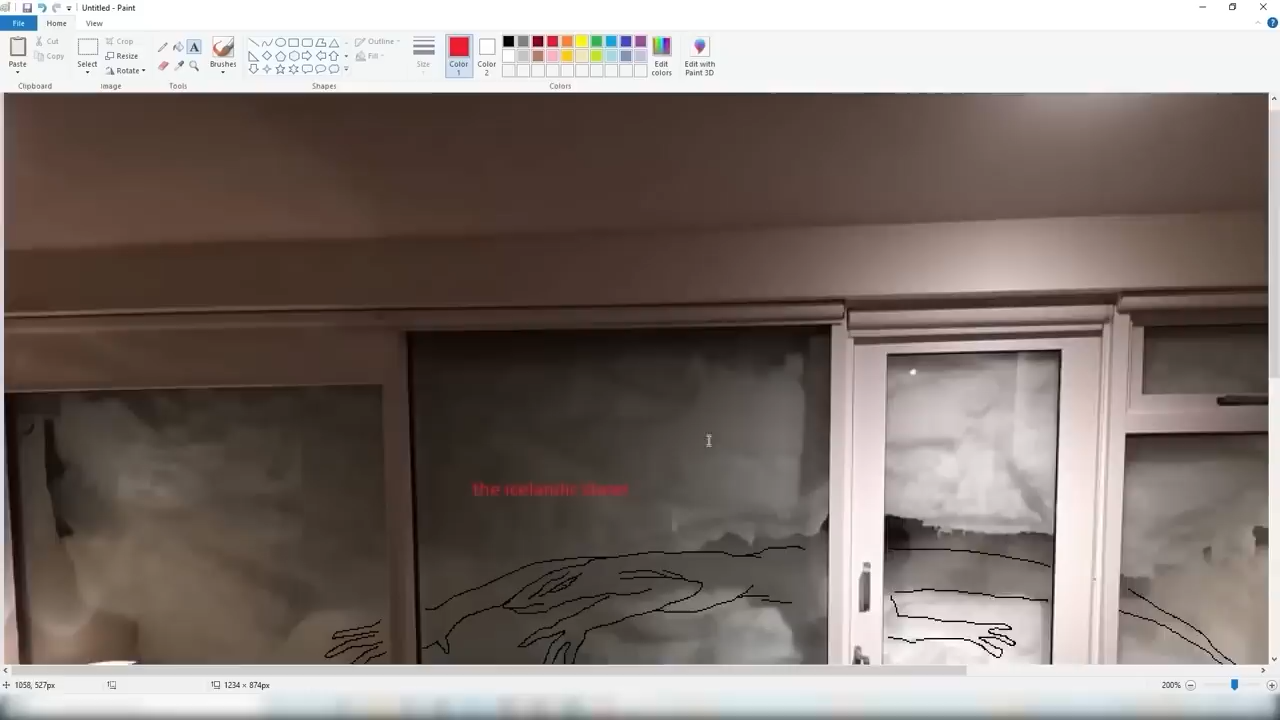 Untitled - Paint
File
Home
View
Paste
Cut
Copy
Clipboard
Select
Crop
Resize
Rotate
Image
Tools
Brushes
Shapes
Outline
Fill
Size
Color 1
Color 2
Edit colors
Colors
Edit with Paint 3D
the icelandic
1058, 527px
1234 × 874px
200%